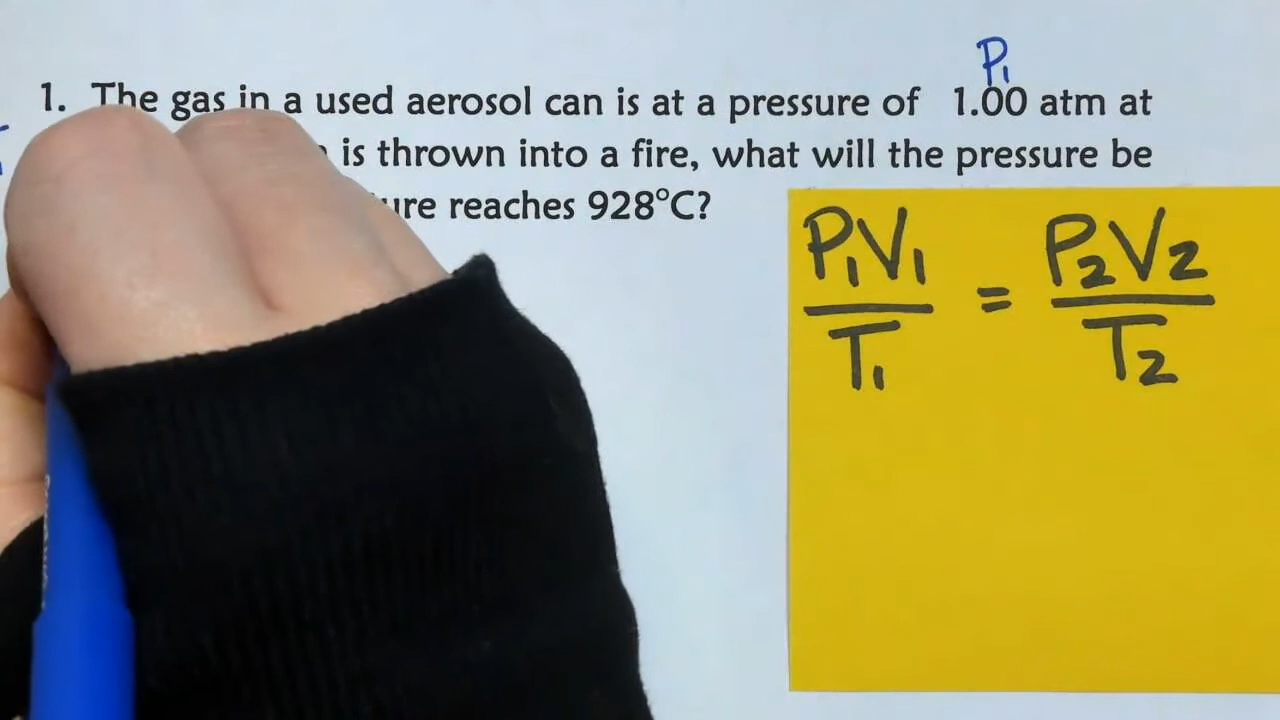 P₁
1. The gas in a used aerosol can is at a pressure of 1.00 atm at
is thrown into a fire, what will the pressure be
reaches 928°C?
P₁V₁ = P₂V₂
T₁ T₂